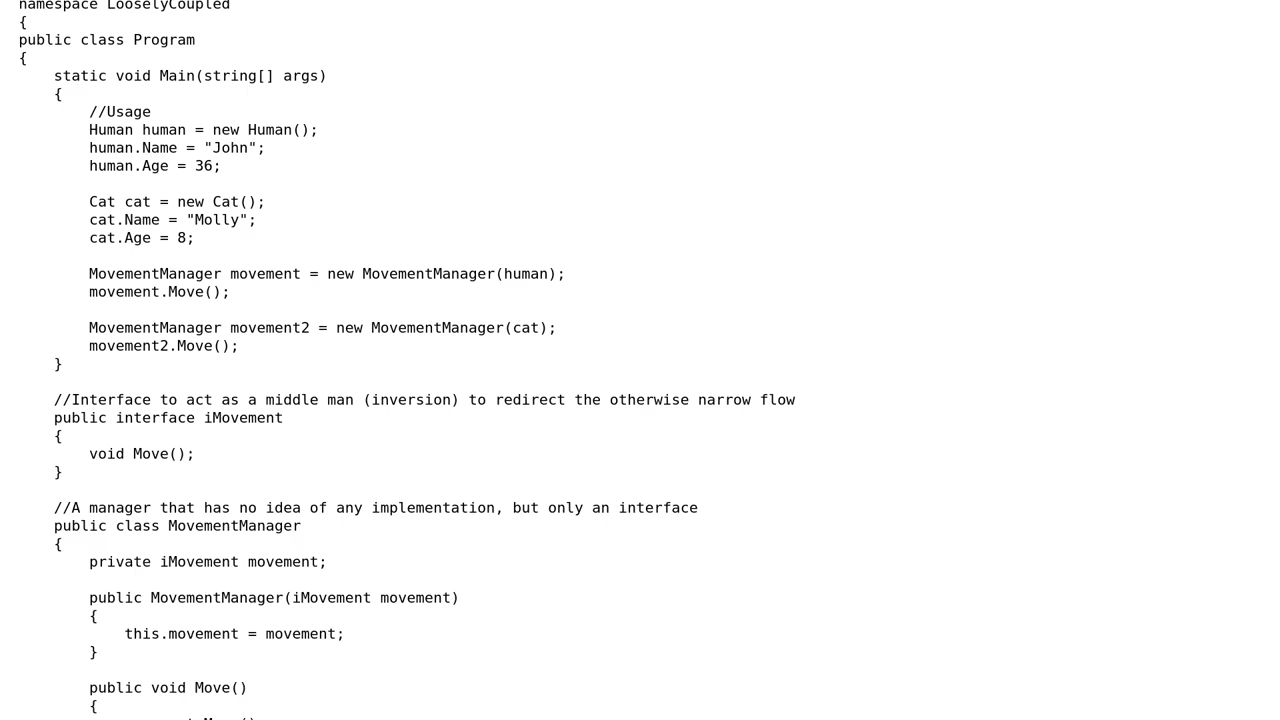 namespace LooselyCoupled
{
public class Program
{
    static void Main(string[] args)
    {
        //Usage
        Human human = new Human();
        human.Name = "John";
        human.Age = 36;

        Cat cat = new Cat();
        cat.Name = "Molly";
        cat.Age = 8;

        MovementManager movement = new MovementManager(human);
        movement.Move();

        MovementManager movement2 = new MovementManager(cat);
        movement2.Move();
    }

    //Interface to act as a middle man (inversion) to redirect the otherwise narrow flow
    public interface iMovement
    {
        void Move();
    }

    //A manager that has no idea of any implementation, but only an interface
    public class MovementManager
    {
        private iMovement movement;

        public MovementManager(iMovement movement)
        {
            this.movement = movement;
        }

        public void Move()
        {